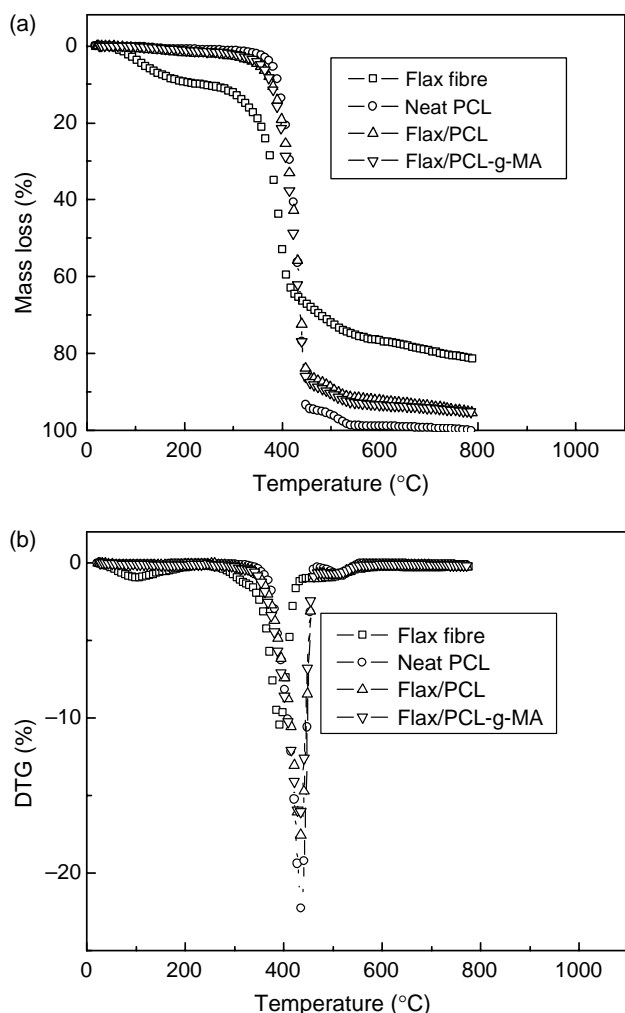 (a)
0
20
40
60
80
100
Mass loss (%)
Flax fibre
Neat PCL
Flax/PCL
Flax/PCL-g-MA
0 200 400 600 800 1000
Temperature (°C)
(b)
0
–10
–20
DTG (%)
Flax fibre
Neat PCL
Flax/PCL
Flax/PCL-g-MA
0 200 400 600 800 1000
Temperature (°C)